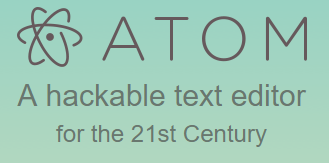 ATOM
A hackable text editor
for the 21st Century